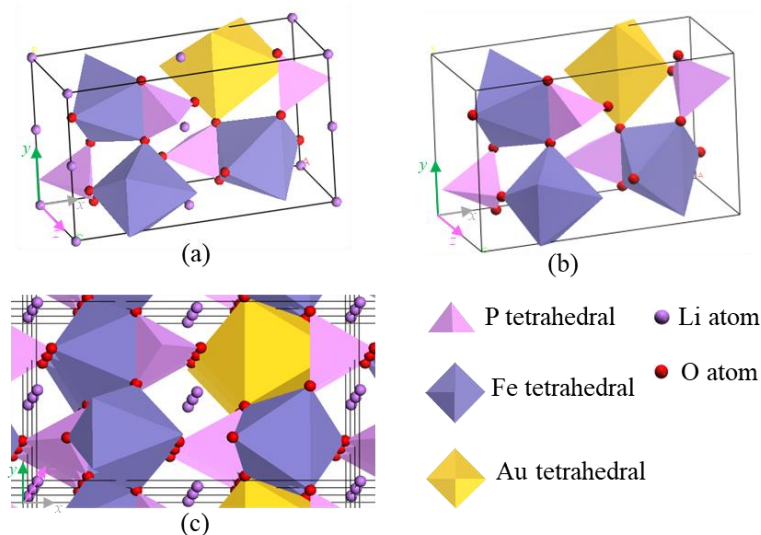 y
x
z
(a)
y
x
z
(b)
y
x
(c)
P tetrahedral
Li atom
Fe tetrahedral
O atom
Au tetrahedral